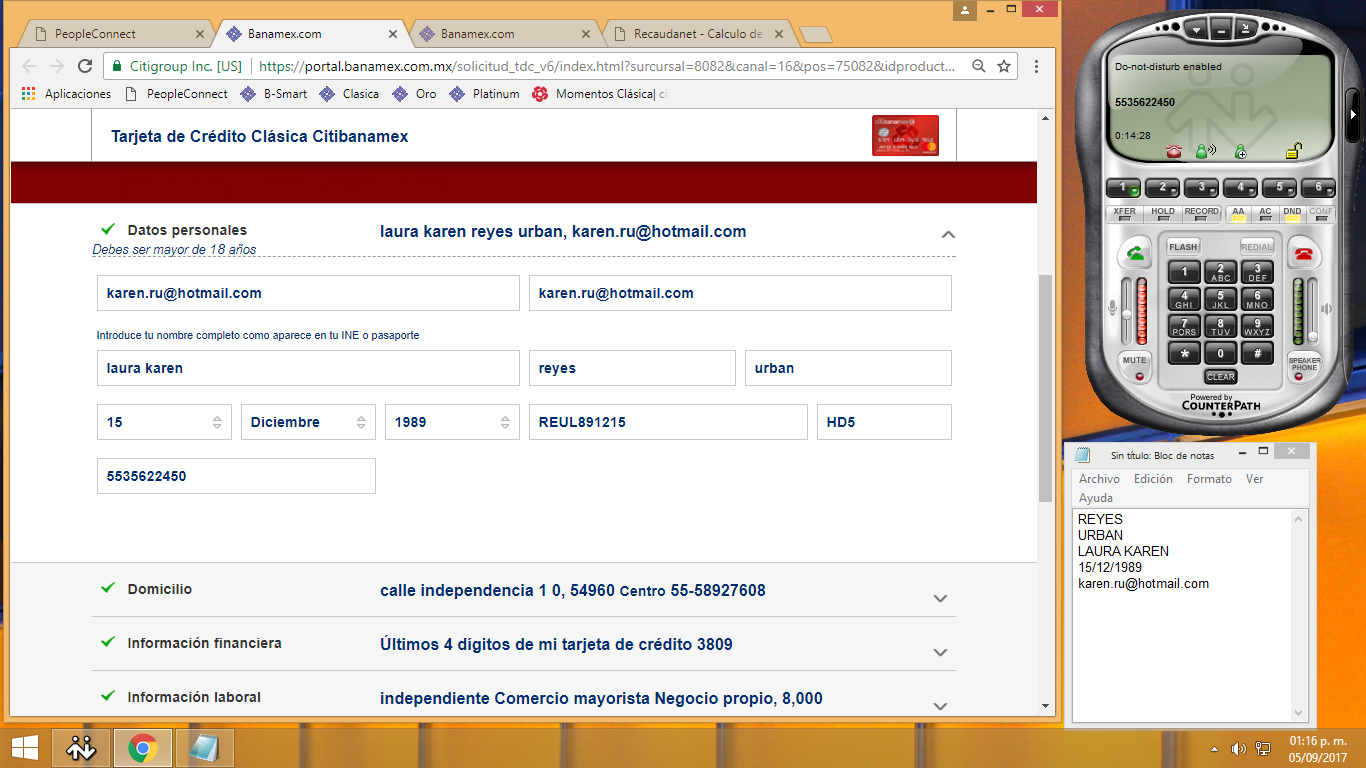 PeopleConnect
Banamex.com
Banamex.com
Recaudanet - Calculo de
Citigroup Inc. [US] https://portal.banamex.com.mx/solicitud_tdc_v6/index.html?sursursal=8082&canal=16&pos=75082&idproduct...
Aplicaciones PeopleConnect B-Smart Clasica Oro Platinum Momentos Clásica| ci
Tarjeta de Crédito Clásica Citibanamex
Datos personales laura karen reyes urban, karen.ru@hotmail.com
Debes ser mayor de 18 años
karen.ru@hotmail.com karen.ru@hotmail.com
Introduce tu nombre completo como aparece en tu INE o pasaporte
laura karen reyes urban
15 Diciembre 1989 REUL891215 HD5
5535622450
Domicilio calle independencia 1 0, 54960 Centro 55-58927608
Información financiera Últimos 4 dígitos de mi tarjeta de crédito 3809
Información laboral independiente Comercio mayorista Negocio propio, 8,000
Do-not-disturb enabled
5535622450
0:14:28
1 2 3 4 5 6
XFER HOLD RECORD AA AC DND CONF
FLASH REDIAL
1 2 ABC 3 DEF
4 GHI 5 JKL 6 MNO
7 PQRS 8 TUV 9 WXYZ
* 0 #
MUTE CLEAR SPEAKER PHONE
Powered by
COUNTERPATH
Sin título: Bloc de notas
Archivo Edición Formato Ver
Ayuda
REYES
URBAN
LAURA KAREN
15/12/1989
karen.ru@hotmail.com
01:16 p. m.
05/09/2017